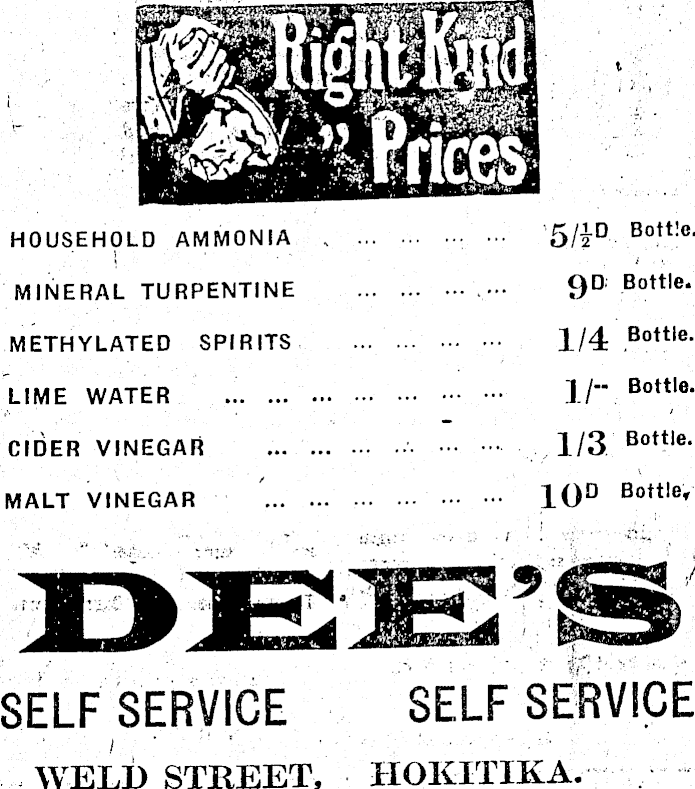 Right Kind
,, Prices
HOUSEHOLD AMMONIA ... ... ... ... 5/½D Bottle.
MINERAL TURPENTINE ... ... ... ... 9D Bottle.
METHYLATED SPIRITS ... ... ... ... 1/4 Bottle.
LIME WATER ... ... ... ... ... ... ... 1/-- Bottle.
CIDER VINEGAR ... ... ... ... ... ... 1/3 Bottle.
MALT VINEGAR ... ... ... ... ... ... 10D Bottle.
DEE'S
SELF SERVICE SELF SERVICE
WELD STREET, HOKITIKA.